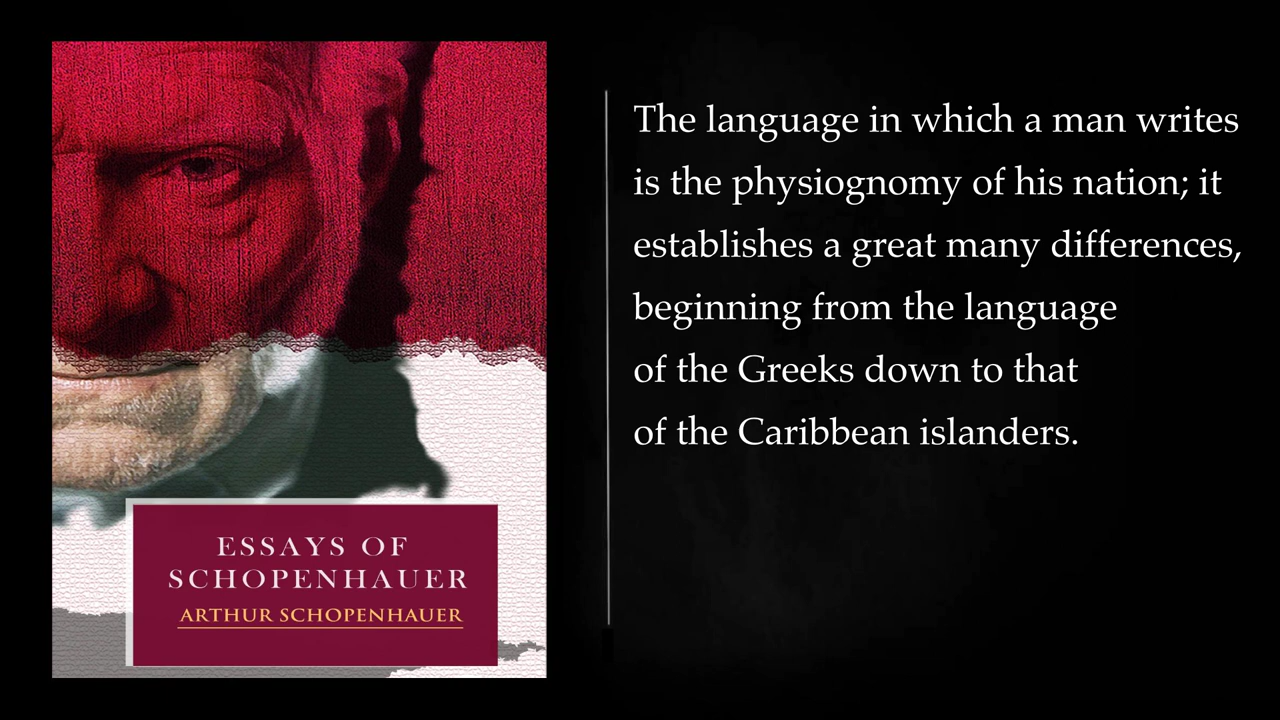 ESSAYS OF
SCHOPENHAUER
ARTHUR SCHOPENHAUER
The language in which a man writes
is the physiognomy of his nation; it
establishes a great many differences,
beginning from the language
of the Greeks down to that
of the Caribbean islanders.